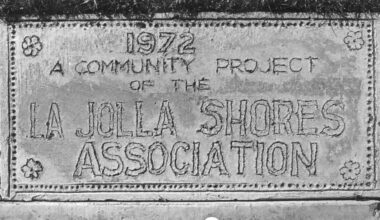 1972
A COMMUNITY PROJECT
OF THE
LA JOLLA SHORES
ASSOCIATION